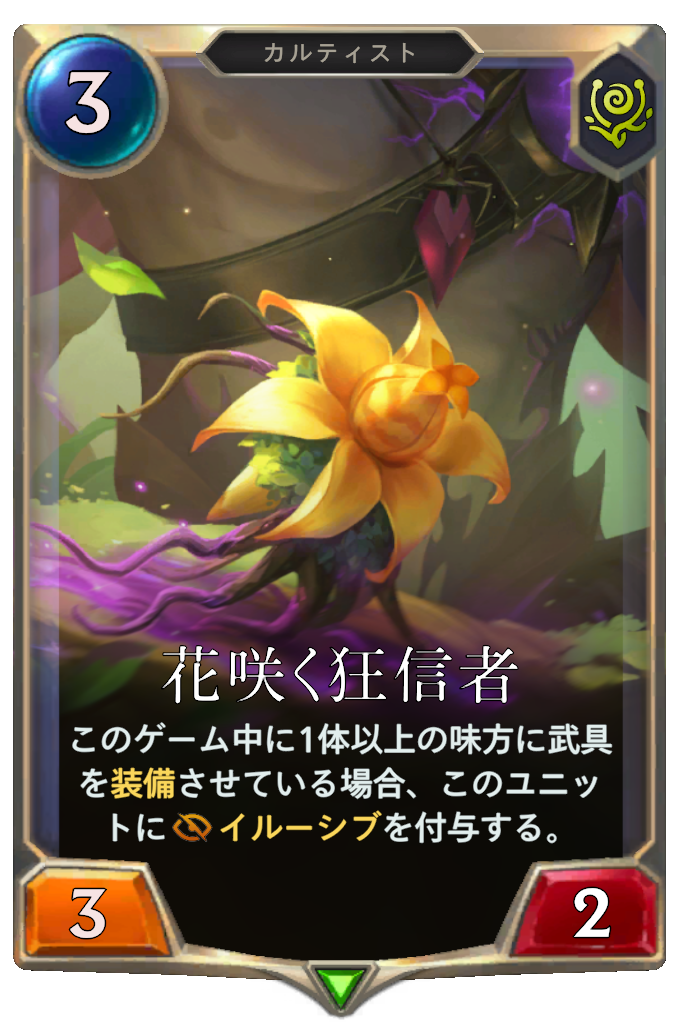 3
カルティスト
花咲く狂信者
このゲーム中に1体以上の味方に武具
を装備させている場合、このユニッ
トにイルーシブを付与する。
3
2